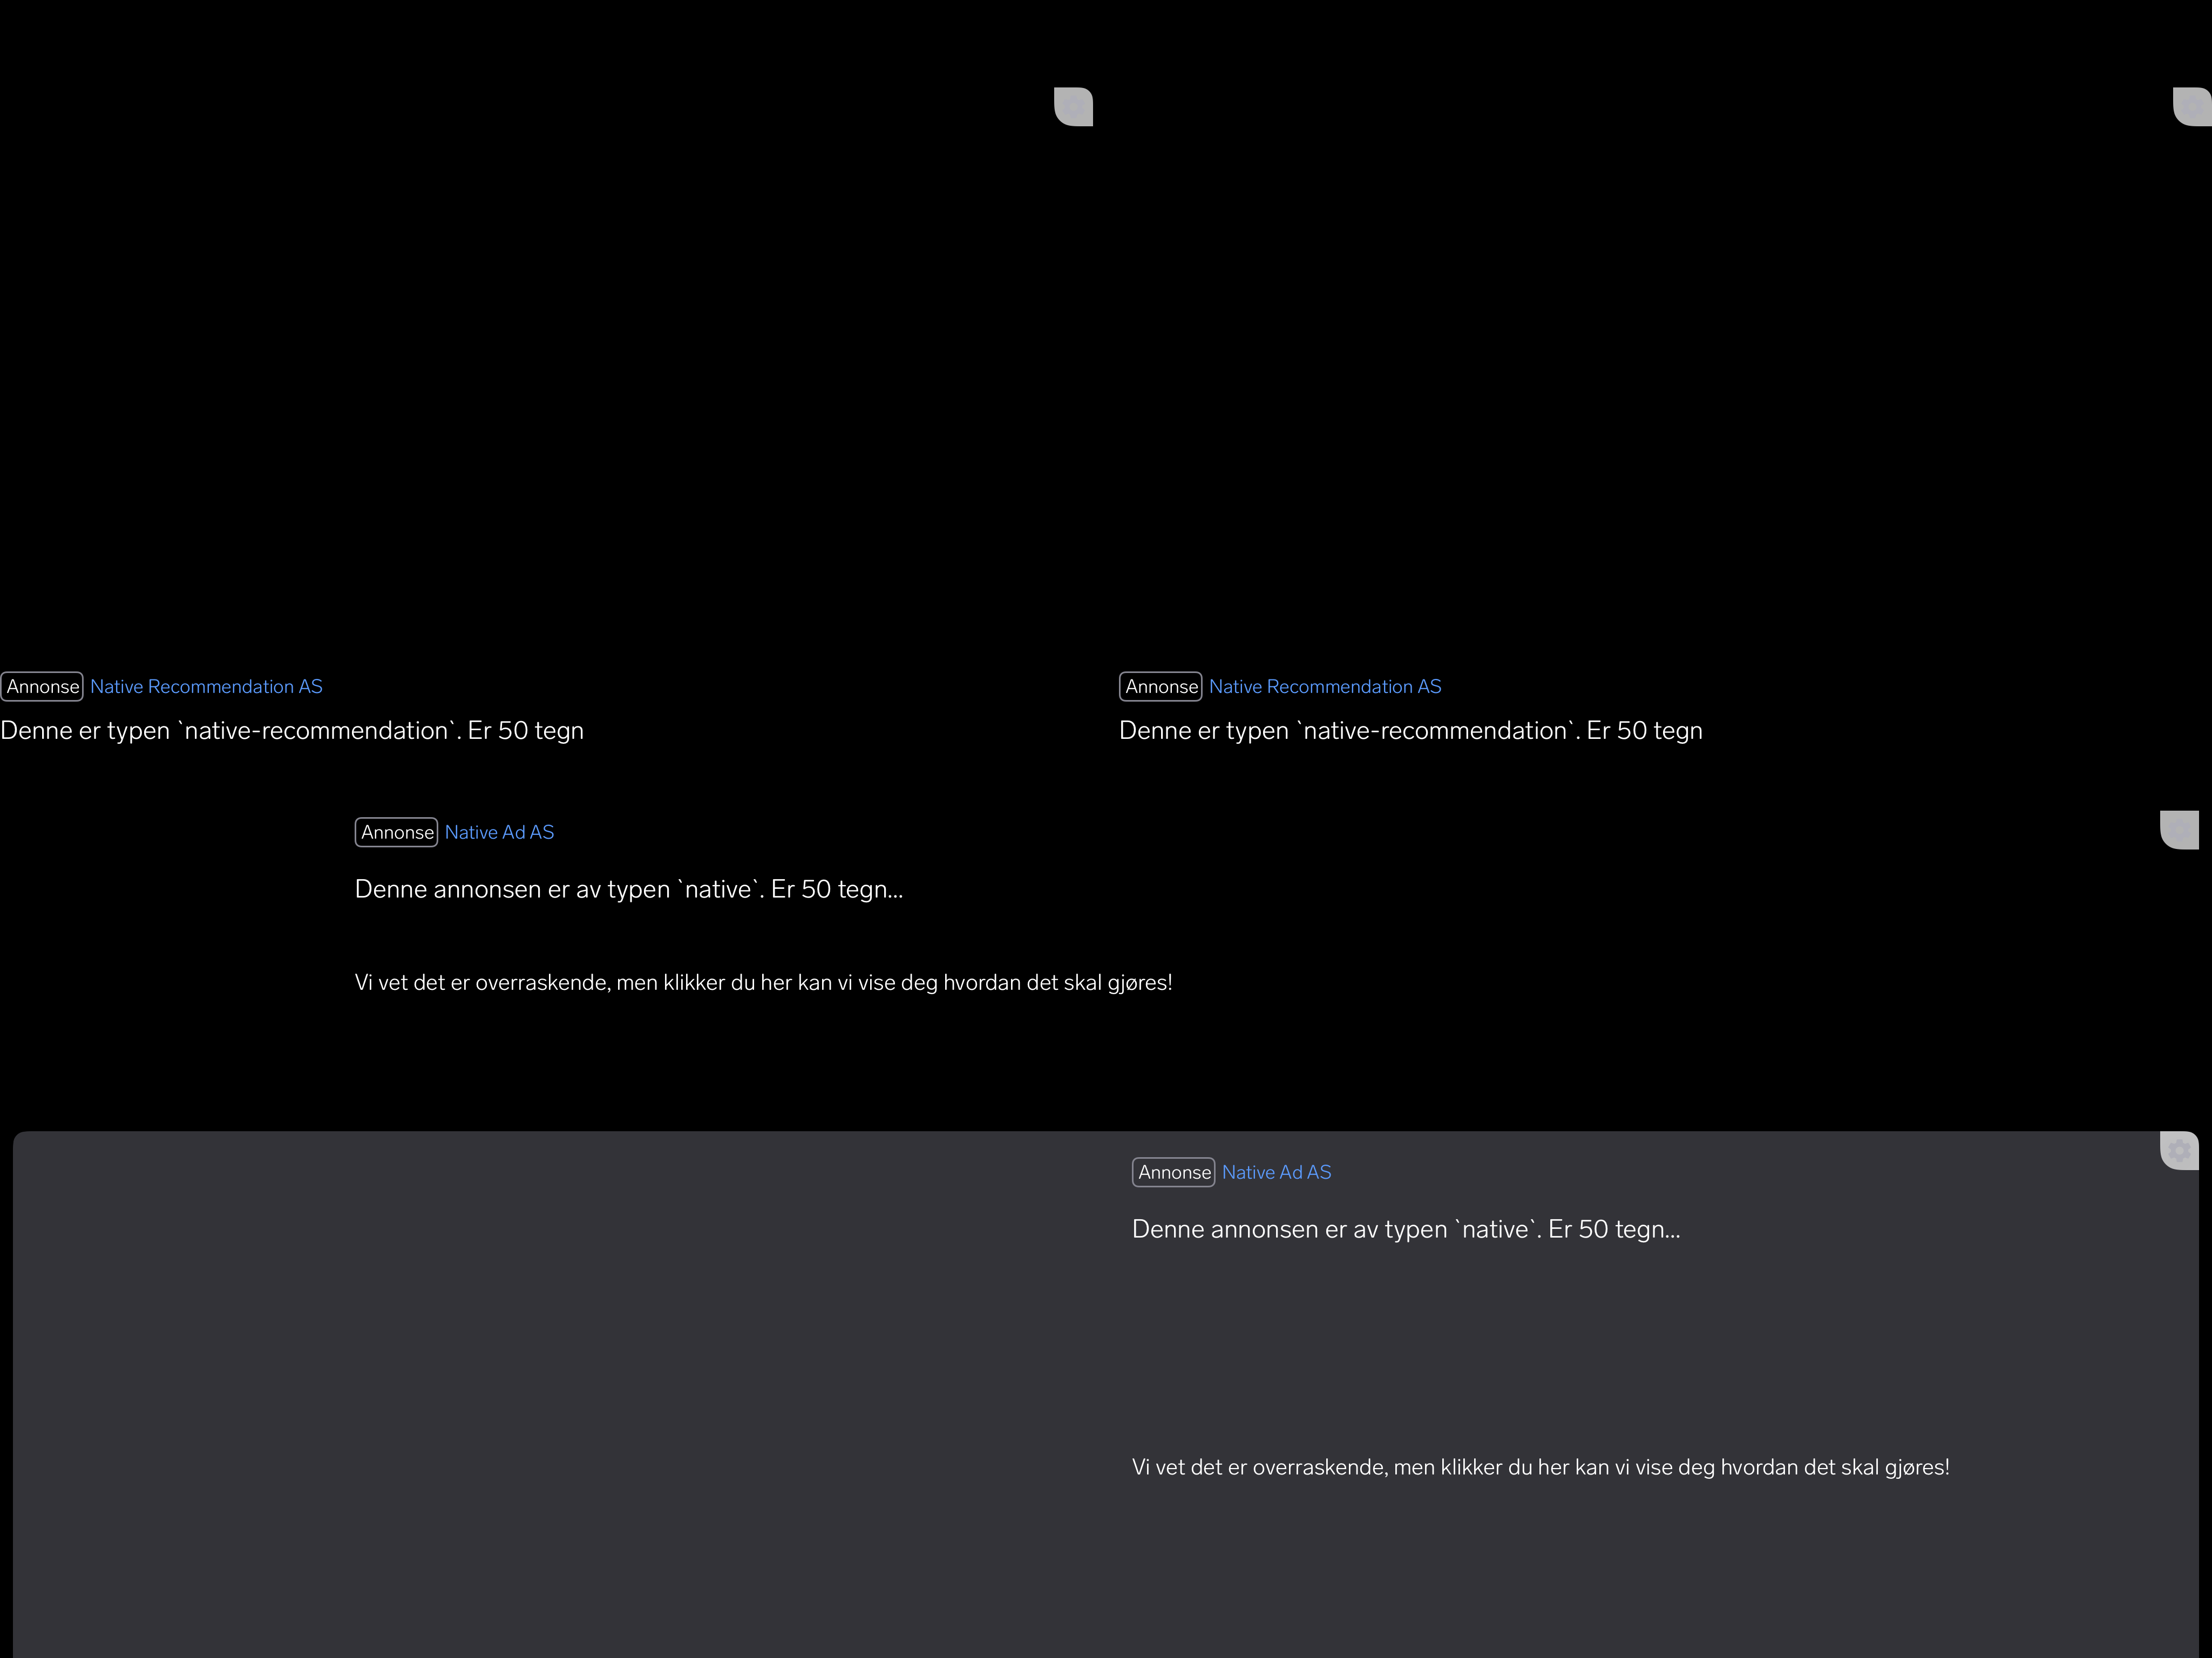 Annonse Native Recommendation AS
Denne er typen `native-recommendation`. Er 50 tegn
Annonse Native Recommendation AS
Denne er typen `native-recommendation`. Er 50 tegn
Annonse Native Ad AS
Denne annonsen er av typen `native`. Er 50 tegn...
Vi vet det er overraskende, men klikker du her kan vi vise deg hvordan det skal gjøres!
Annonse Native Ad AS
Denne annonsen er av typen `native`. Er 50 tegn...
Vi vet det er overraskende, men klikker du her kan vi vise deg hvordan det skal gjøres!